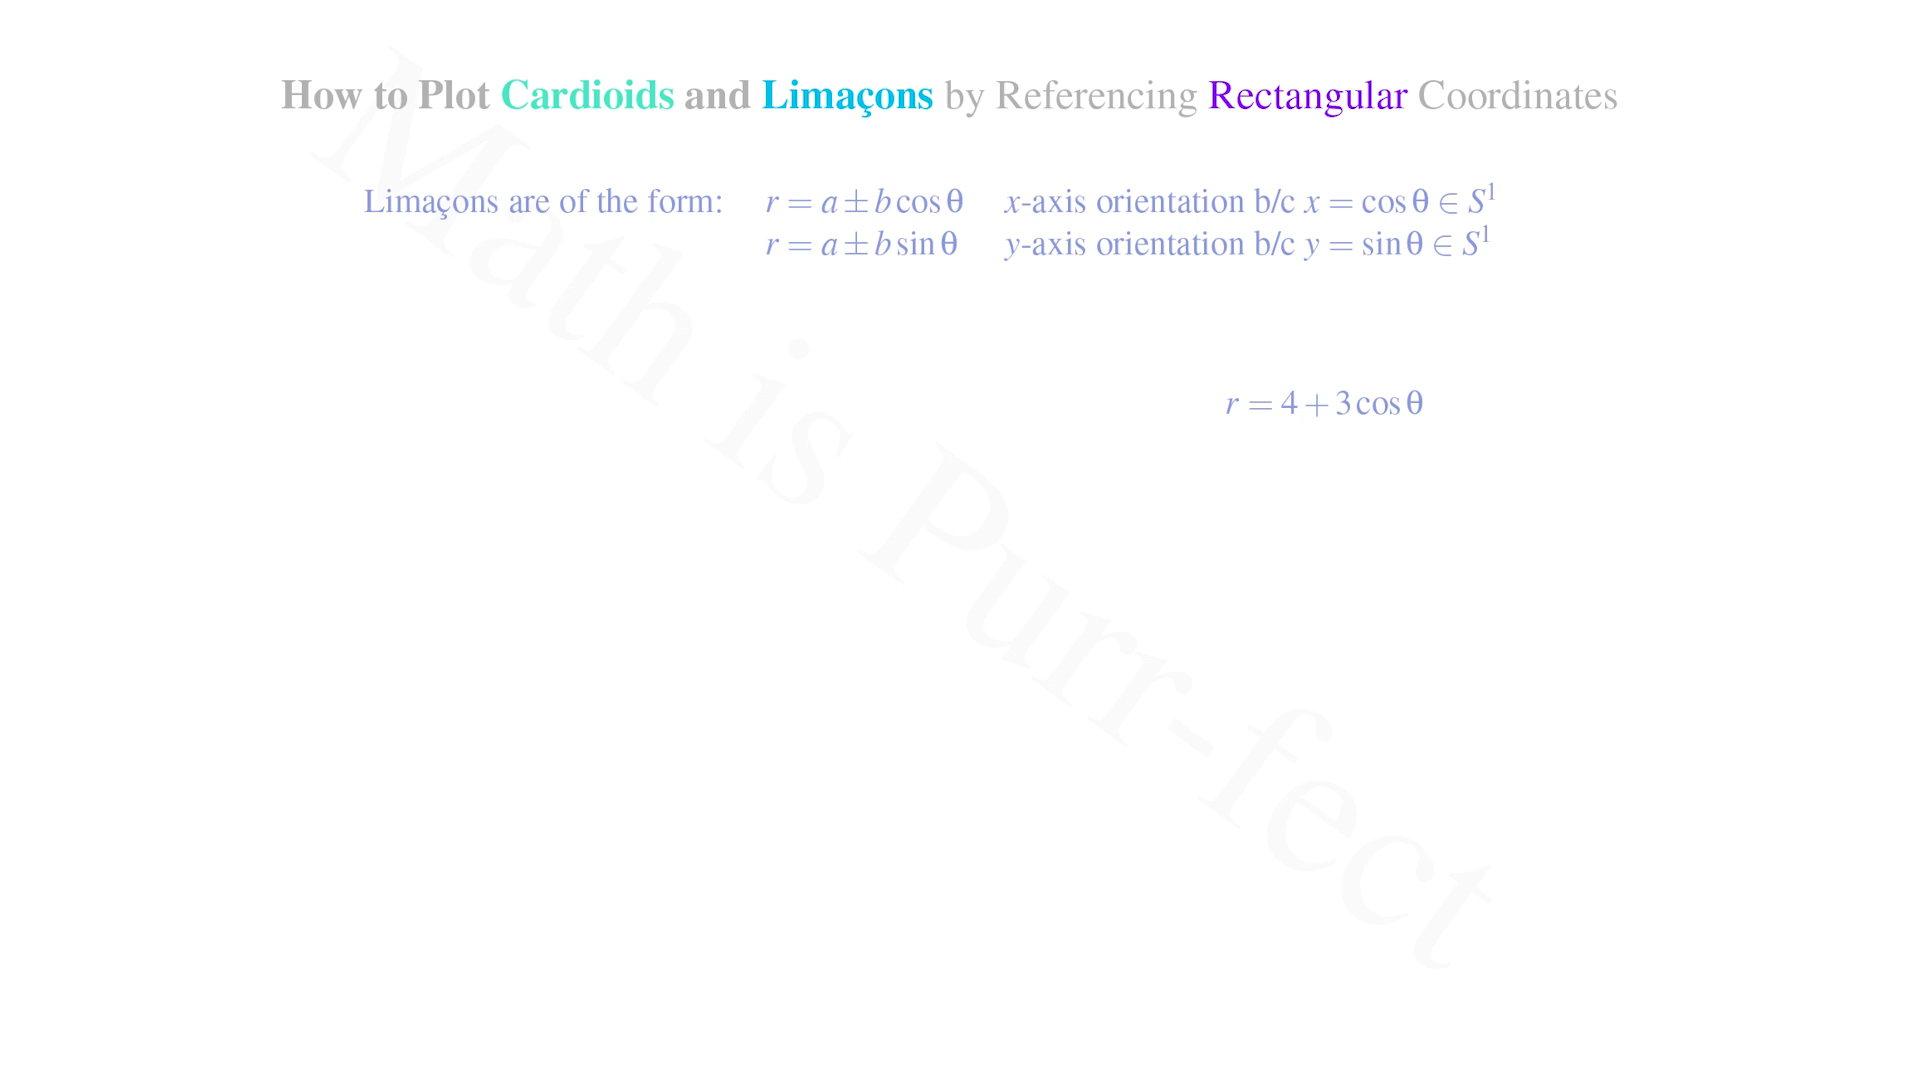 How to Plot Cardioids and Limaçons by Referencing Rectangular Coordinates
Limaçons are of the form: r = a ± b cos θ x-axis orientation b/c x = cos θ ∈ S¹
r = a ± b sin θ y-axis orientation b/c y = sin θ ∈ S¹
r = 4 + 3 cos θ
Math is Purr-fect